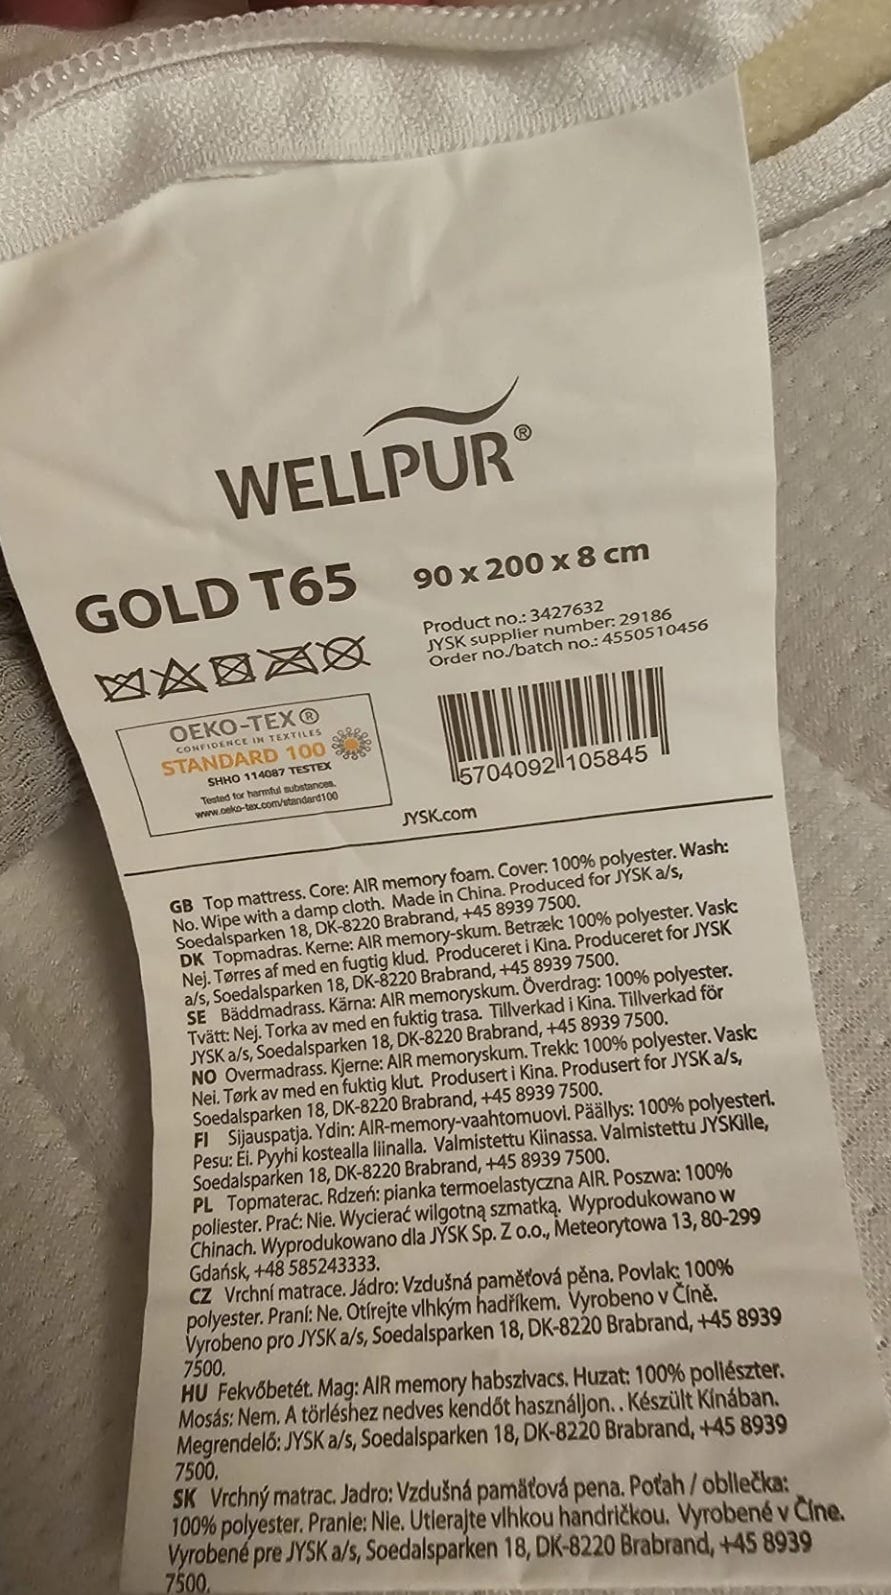 WELLPUR®
GOLD T65
90 x 200 x 8 cm
Product no.: 3427632
JYSK supplier number: 29186
Order no./batch no.: 4550510456
OEKO-TEX®
CONFIDENCE IN TEXTILES
STANDARD 100
SHHO 114087 TESTEX
Tested for harmful substances.
www.oeko-tex.com/standard100
5704092105845
JYSK.com
GB Top mattress. Core: AIR memory foam. Cover: 100% polyester. Wash:
No. Wipe with a damp cloth. Made in China. Produced for JYSK a/s,
Soedalsparken 18, DK-8220 Brabrand, +45 8939 7500.
DK Topmadras. Kerne: AIR memory-skum. Betræk: 100% polyester. Vask:
Nej. Tørres af med en fugtig klud. Produceret i Kina. Produceret for JYSK
a/s, Soedalsparken 18, DK-8220 Brabrand, +45 8939 7500.
SE Bäddmadrass. Kärna: AIR memoryskum. Överdrag: 100% polyester.
Tvätt: Nej. Torka av med en fuktig trasa. Tillverkad i Kina. Tillverkad för
JYSK a/s, Soedalsparken 18, DK-8220 Brabrand, +45 8939 7500.
NO Overmadrass. Kjerne: AIR memoryskum. Trekk: 100% polyester. Vask:
Nei. Tørk av med en fuktig klut. Produsert i Kina. Produsert for JYSK a/s,
Soedalsparken 18, DK-8220 Brabrand, +45 8939 7500.
FI Sijauspatja. Ydin: AIR-memory-vaahtomuovi. Päällys: 100% polyesteri.
Pesu: Ei. Pyyhi kostealla liinalla. Valmistettu Kiinassa. Valmistettu JYSKille,
Soedalsparken 18, DK-8220 Brabrand, +45 8939 7500.
PL Topmaterac. Rdzeń: pianka termoelastyczna AIR. Poszwa: 100%
poliester. Prać: Nie. Wycierać wilgotną szmatką. Wyprodukowano w
Chinach. Wyprodukowano dla JYSK Sp. Z o.o., Meteorytowa 13, 80-299
Gdańsk, +48 585243333.
CZ Vrchní matrace. Jádro: Vzdušná paměťová pěna. Povlak: 100%
polyester. Praní: Ne. Otírejte vlhkým hadříkem. Vyrobeno v Číně.
Vyrobeno pro JYSK a/s, Soedalsparken 18, DK-8220 Brabrand, +45 8939
7500.
HU Fekvőbetét. Mag: AIR memory habszivacs. Huzat: 100% poliészter.
Mosás: Nem. A törléshez nedves kendőt használjon. . Készült Kínában.
Megrendelő: JYSK a/s, Soedalsparken 18, DK-8220 Brabrand, +45 8939
7500.
SK Vrchný matrac. Jadro: Vzdušná pamäťová pena. Poťah / obliečka:
100% polyester. Pranie: Nie. Utierajte vlhkou handričkou. Vyrobené v Číne.
Vyrobené pre JYSK a/s, Soedalsparken 18, DK-8220 Brabrand, +45 8939
7500.